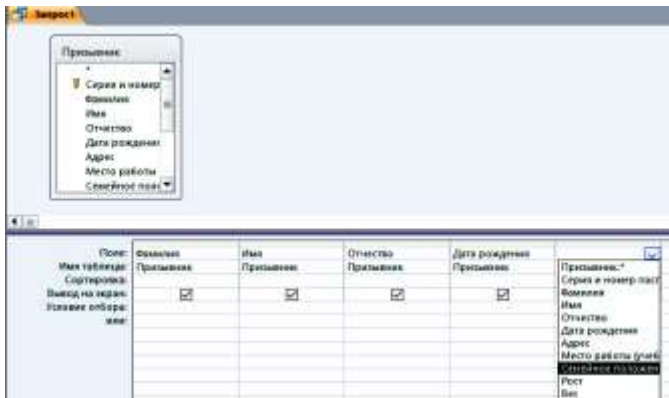 Запрос1
Призывник
*
Серия и номер
Фамилия
Имя
Отчество
Дата рождения
Адрес
Место работы
Семейное поло
Поле: Фамилия Имя Отчество Дата рождения
Имя таблицы: Призывник Призывник Призывник Призывник
Сортировка:
Вывод на экран:
Условие отбора:
или:
Призывник.*
Серия и номер пасп
Фамилия
Имя
Отчество
Дата рождения
Адрес
Место работы (учеб
Семейное положен
Рост
Вес